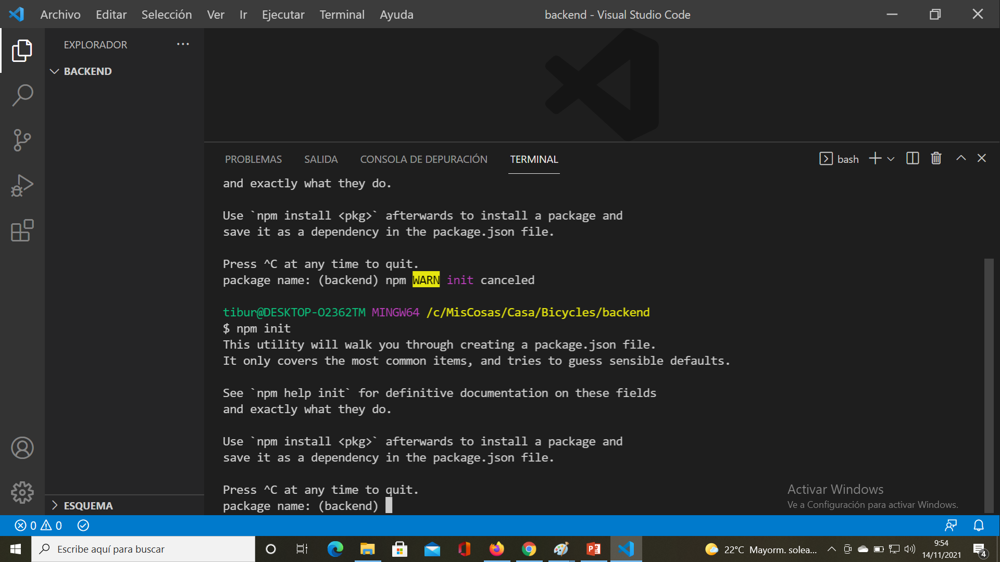 Archivo Editar Selección Ver Ir Ejecutar Terminal Ayuda
backend - Visual Studio Code
EXPLORADOR
BACKEND
PROBLEMAS SALIDA CONSOLA DE DEPURACIÓN TERMINAL
bash
and exactly what they do.
Use `npm install <pkg>` afterwards to install a package and
save it as a dependency in the package.json file.
Press ^C at any time to quit.
package name: (backend) npm WARN init canceled
tibur@DESKTOP-O2362TM MINGW64 /c/MisCosas/Casa/Bicycles/backend
$ npm init
This utility will walk you through creating a package.json file.
It only covers the most common items, and tries to guess sensible defaults.
See `npm help init` for definitive documentation on these fields
and exactly what they do.
Use `npm install <pkg>` afterwards to install a package and
save it as a dependency in the package.json file.
Press ^C at any time to quit.
package name: (backend)
Activar Windows
Ve a Configuración para activar Windows.
ESQUEMA
0 0
Escribe aquí para buscar
22°C Mayorm. solea...
9:54
14/11/2021
4